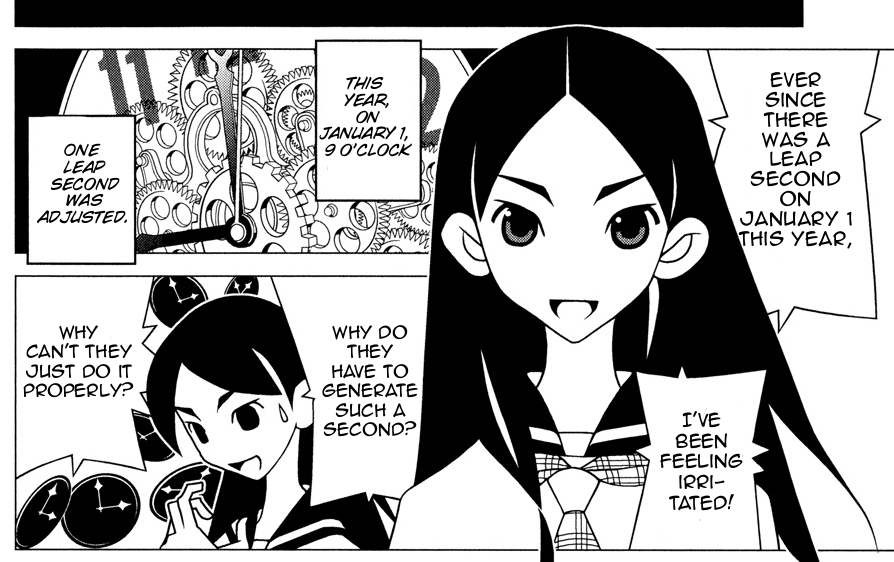 EVER
SINCE
THERE
WAS A
LEAP
SECOND
ON
JANUARY 1
THIS YEAR,
I'VE
BEEN
FEELING
IRRI-
TATED!
THIS
YEAR,
ON
JANUARY 1,
9 O'CLOCK
ONE
LEAP
SECOND
WAS
ADJUSTED.
11
2
WHY DO
THEY
HAVE TO
GENERATE
SUCH A
SECOND?
WHY
CAN'T THEY
JUST DO IT
PROPERLY?